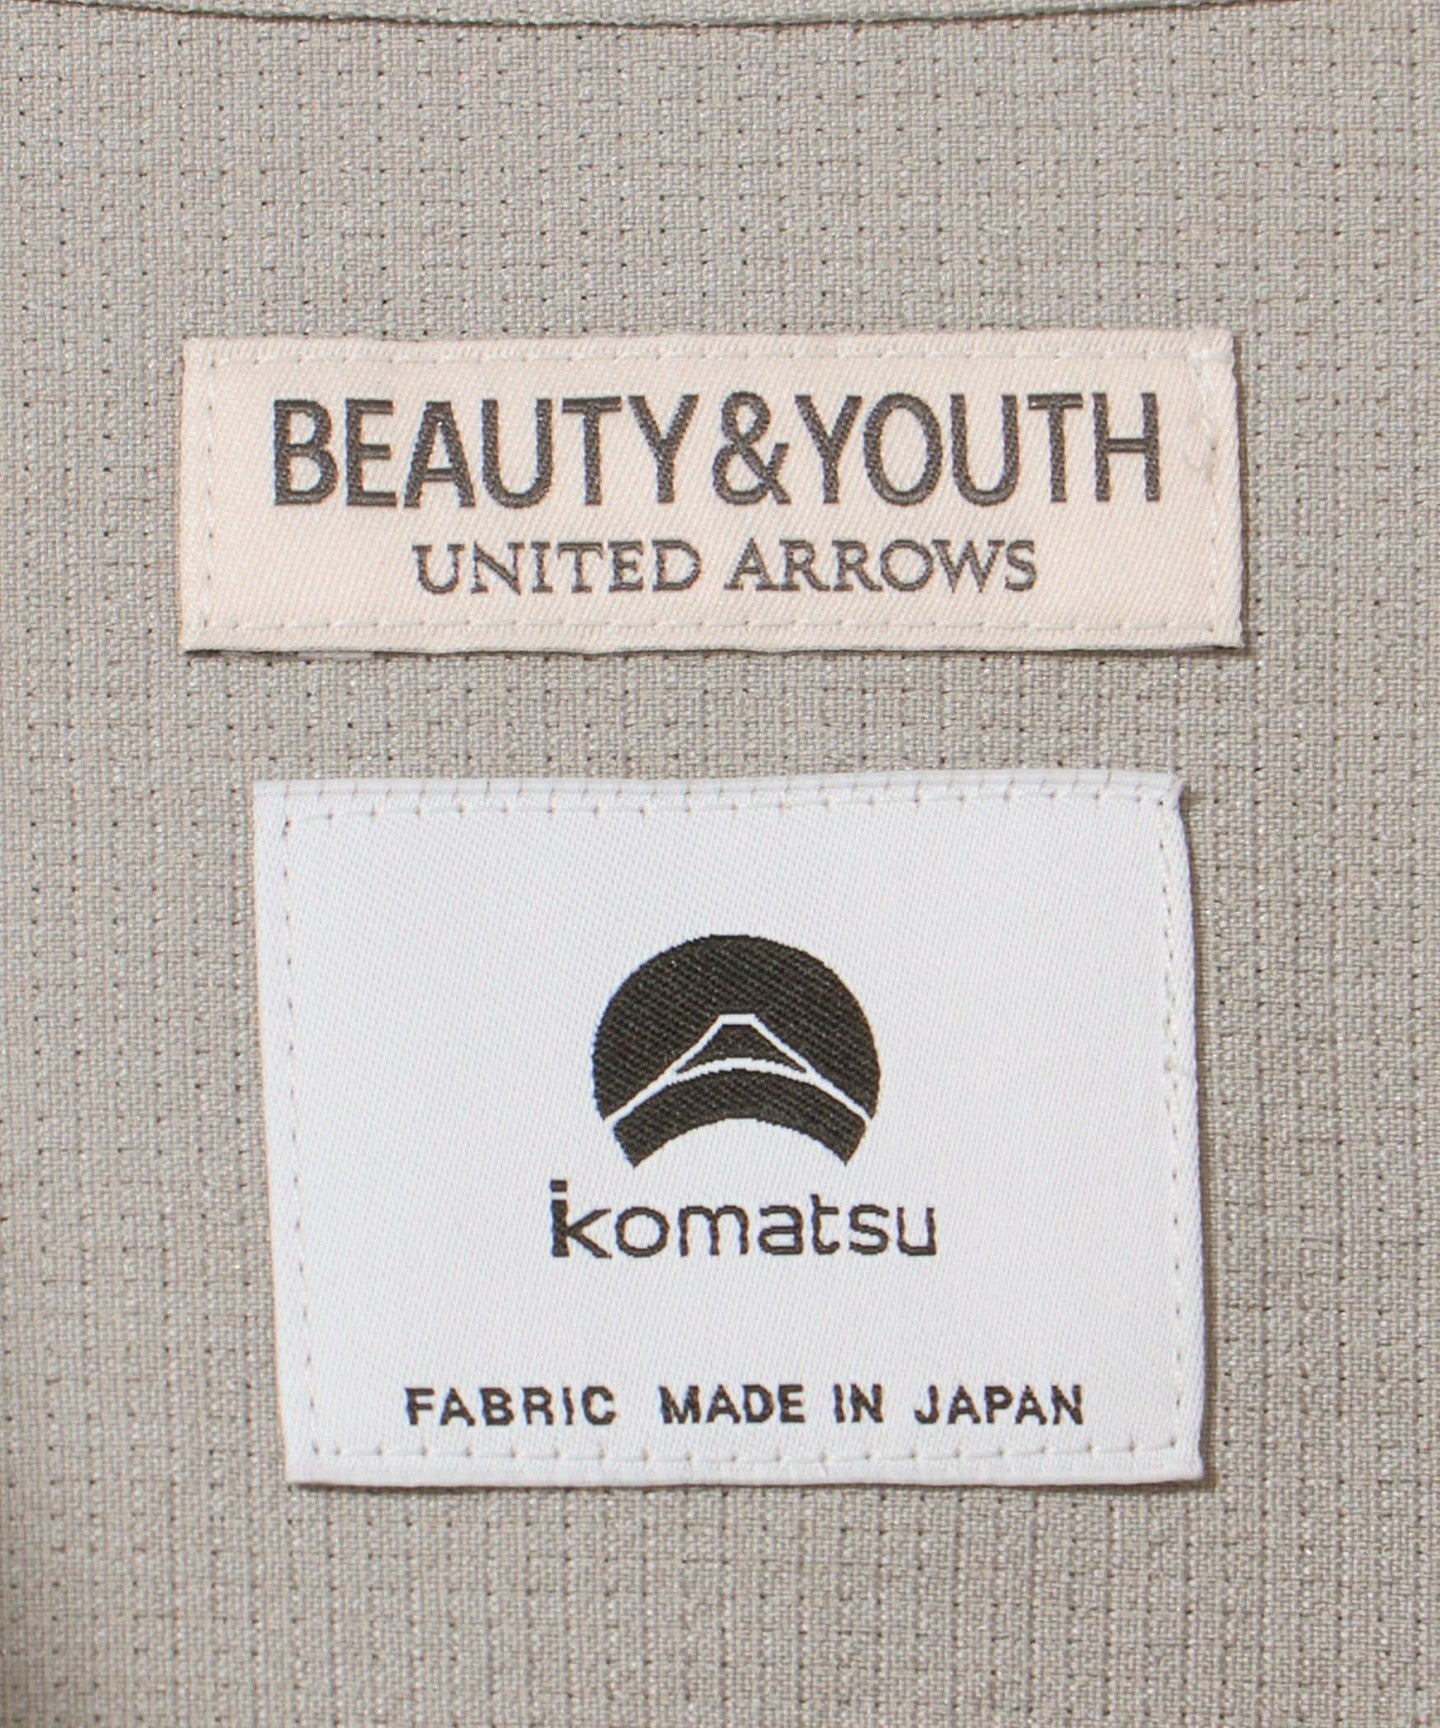 BEAUTY&YOUTH
UNITED ARROWS
komatsu
FABRIC MADE IN JAPAN